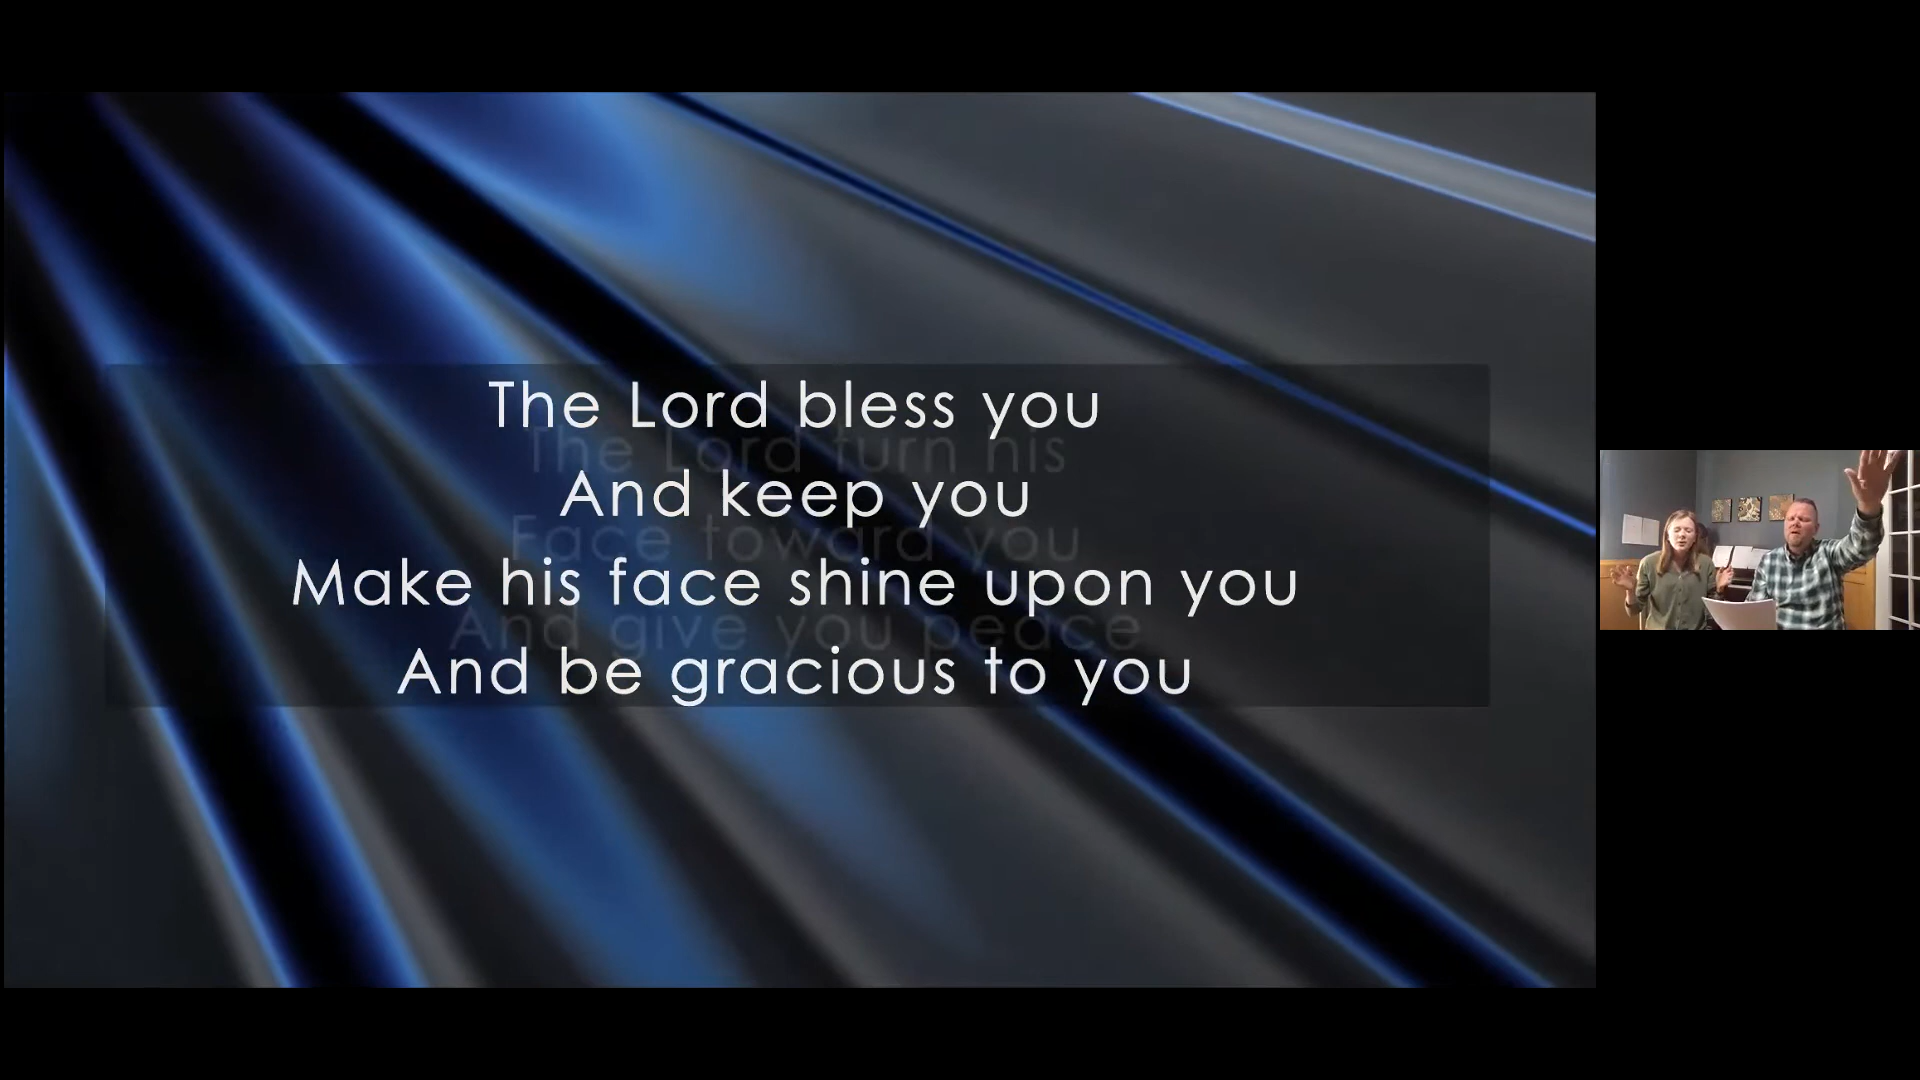 The Lord bless you
The Lord turn his
And keep you
Face toward you
Make his face shine upon you
And give you peace
And be gracious to you